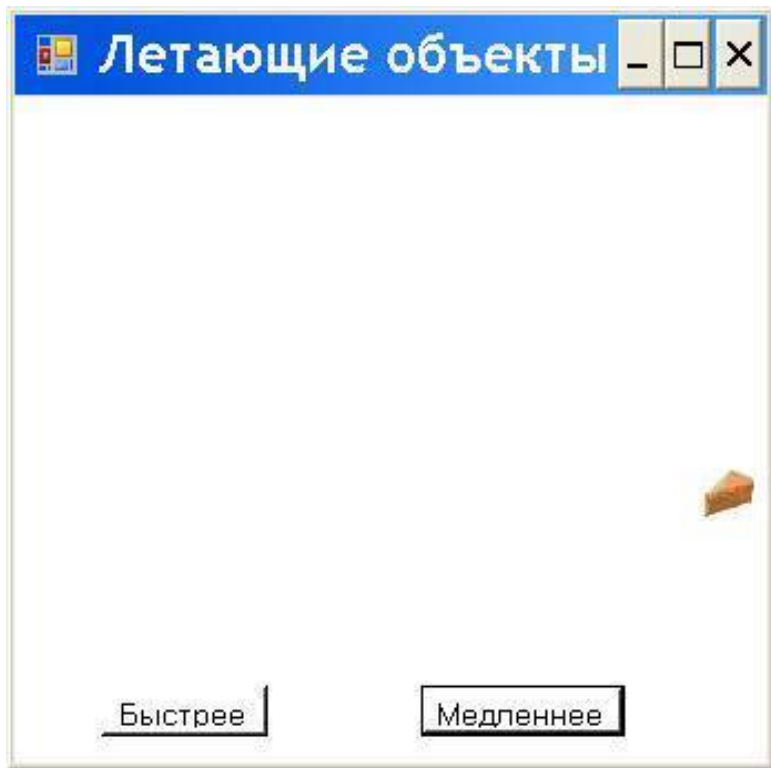 Летающие объекты
Быстрее
Медленнее